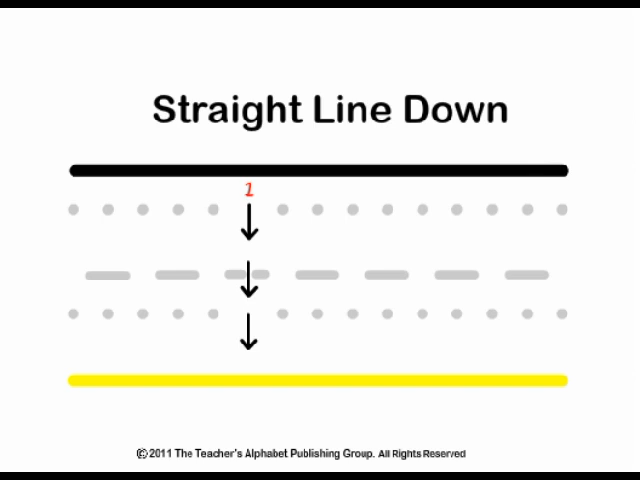 Straight Line Down
1
© 2011 The Teacher's Alphabet Publishing Group. All Rights Reserved